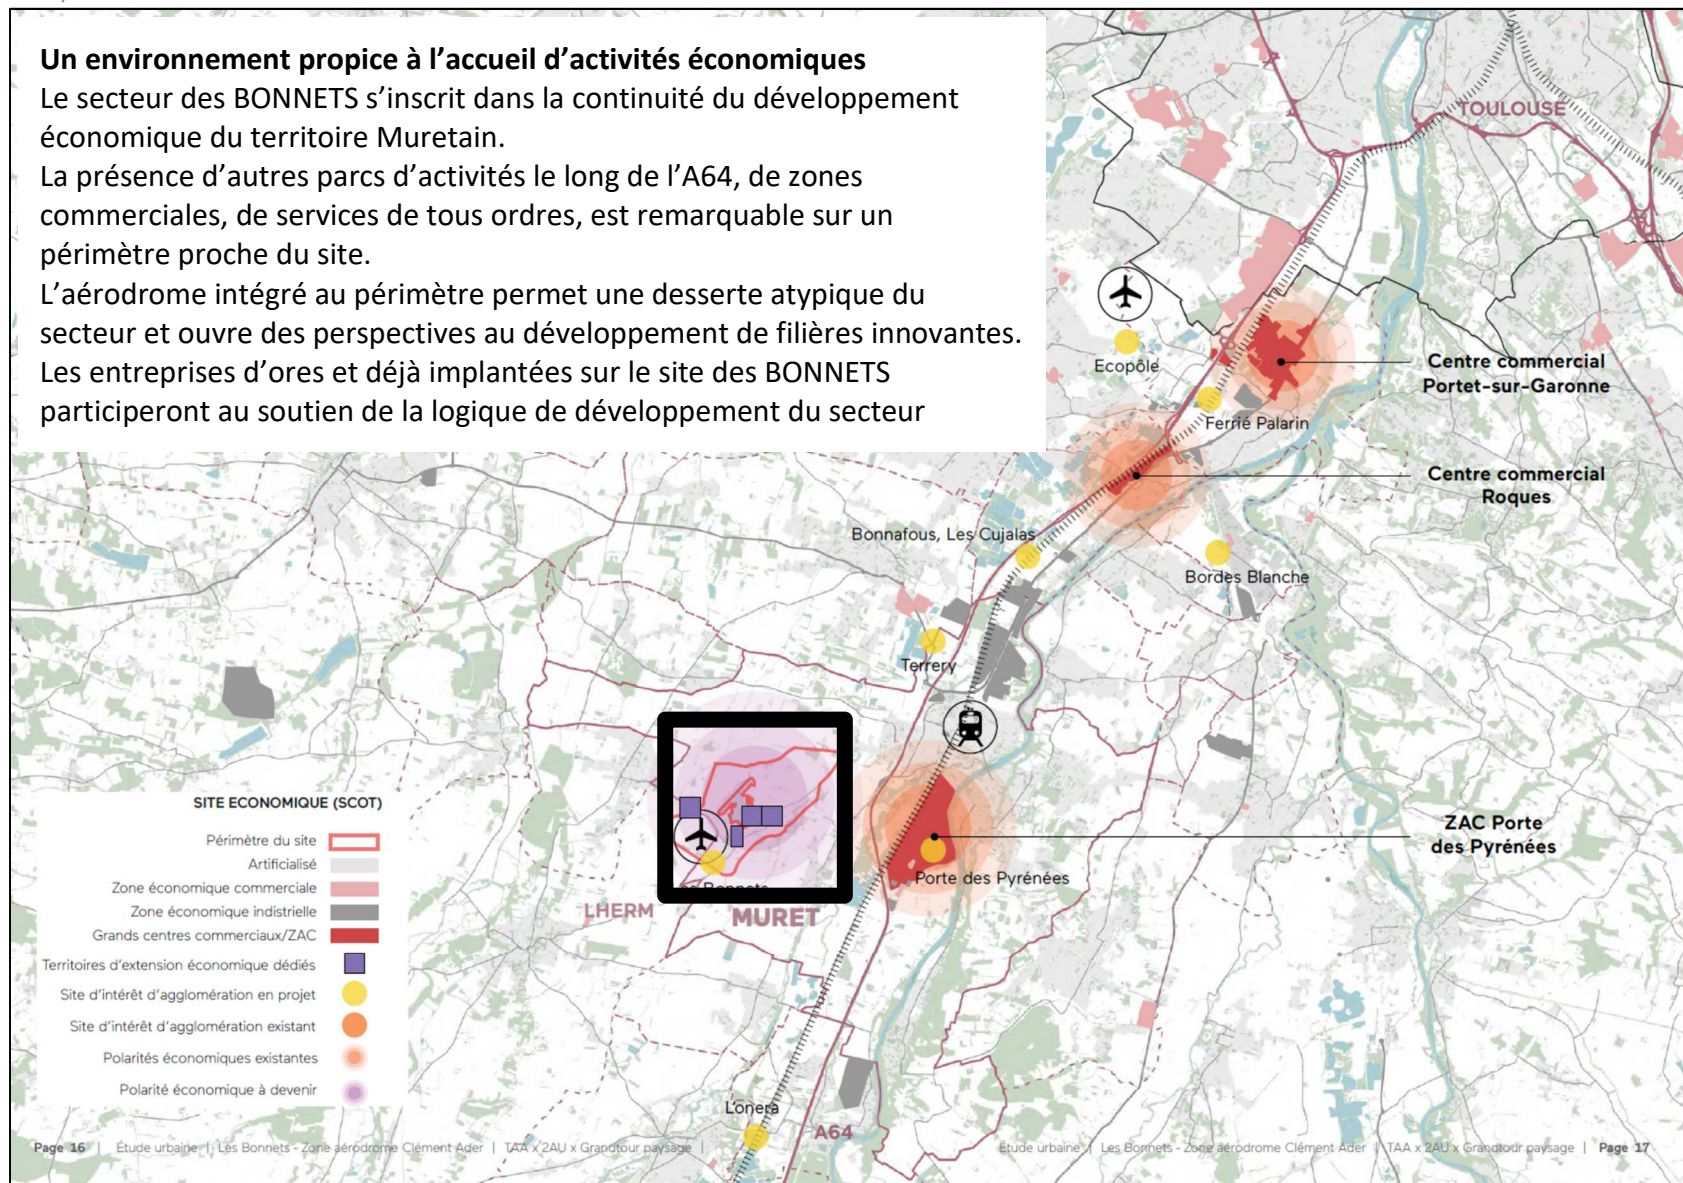 Un environnement propice à l'accueil d'activités économiques
Le secteur des BONNETS s'inscrit dans la continuité du développement
économique du territoire Muretain.
La présence d'autres parcs d'activités le long de l'A64, de zones
commerciales, de services de tous ordres, est remarquable sur un
périmètre proche du site.
L'aérodrome intégré au périmètre permet une desserte atypique du
secteur et ouvre des perspectives au développement de filières innovantes.
Les entreprises d'ores et déjà implantées sur le site des BONNETS
participeront au soutien de la logique de développement du secteur
TOULOUSE
Ecopôle
Centre commercial
Portet-sur-Garonne
Ferrié Palarin
Centre commercial
Roques
Bonnafous, Les Cujalas
Bordes Blanche
Terrery
ZAC Porte
des Pyrénées
Porte des Pyrénées
Bonnets
LHERM
MURET
SITE ECONOMIQUE (SCOT)
Périmètre du site
Artificialisé
Zone économique commerciale
Zone économique indistrielle
Grands centres commerciaux/ZAC
Territoires d'extension économique dédiés
Site d'intérêt d'agglomération en projet
Site d'intérêt d'agglomération existant
Polarités économiques existantes
Polarité économique à devenir
L'onera
A64
Page 16 | Étude urbaine | Les Bonnets - Zone aérodrome Clément Ader | TAA x 2AU x Grandtour paysage |
Étude urbaine | Les Bonnets - Zone aérodrome Clément Ader | TAA x 2AU x Grandtour paysage | Page 17